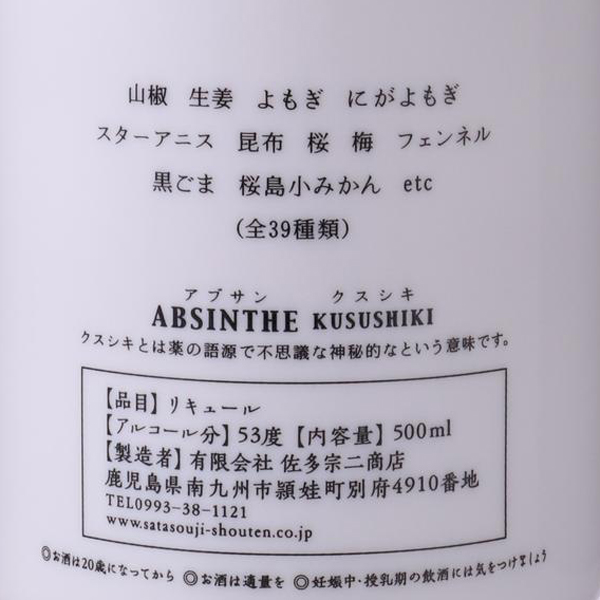 山椒 生姜 よもぎ にがよもぎ
スターアニス 昆布 桜 梅 フェンネル
黒ごま 桜島小みかん etc
(全39種類)
アブサン クスシキ
ABSINTHE KUSUSHIKI
クスシキとは薬の語源で不思議な神秘的なという意味です。
【品目】リキュール
【アルコール分】53度【内容量】500ml
【製造者】有限会社 佐多宗二商店
鹿児島県南九州市頴娃町別府4910番地
TEL0993-38-1121
www.satasouji-shouten.co.jp
◎お酒は20歳になってから ◎お酒は適量を ◎妊娠中・授乳期の飲酒には気をつけましょう